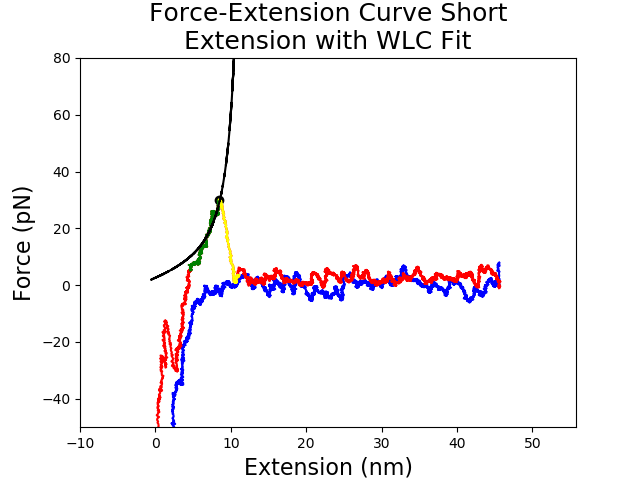 Force-Extension Curve Short
Extension with WLC Fit
80
60
40
20
0
−20
−40
Force (pN)
−10 0 10 20 30 40 50
Extension (nm)